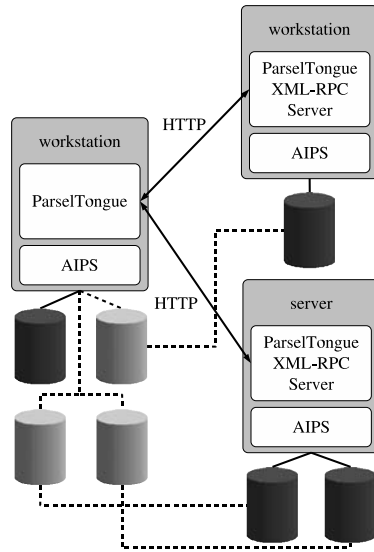 workstation
ParselTongue
XML-RPC
Server
AIPS
HTTP
workstation
ParselTongue
AIPS
HTTP
server
ParselTongue
XML-RPC
Server
AIPS